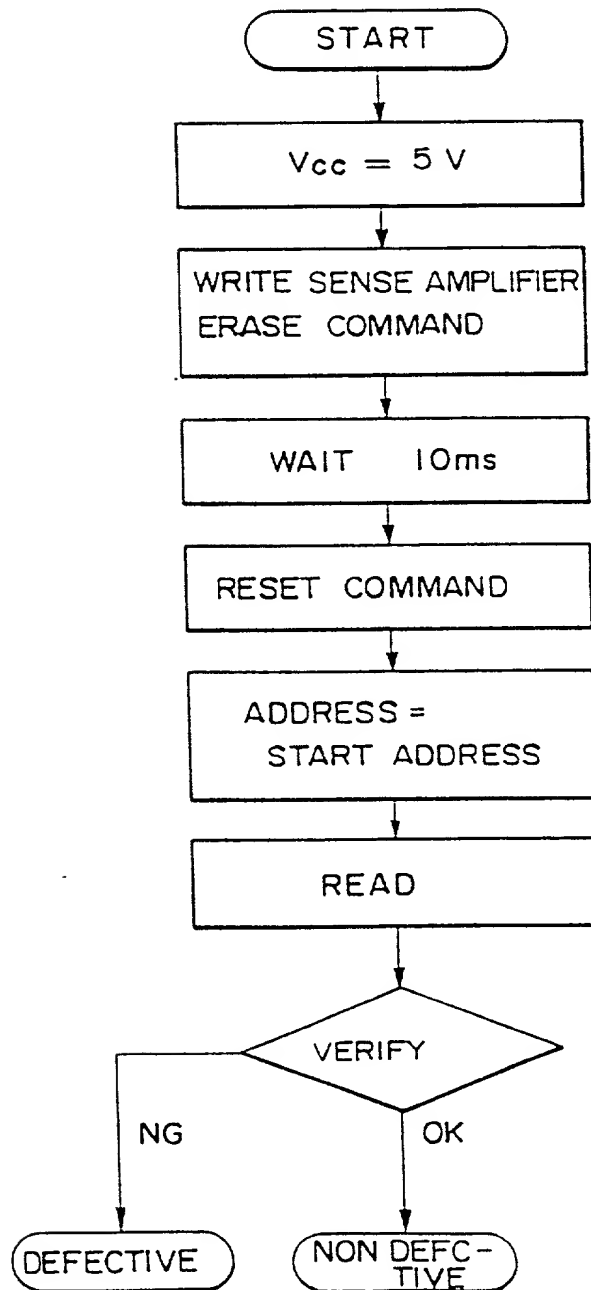 START
Vcc = 5 V
WRITE SENSE AMPLIFIER
ERASE COMMAND
WAIT 10ms
RESET COMMAND
ADDRESS =
START ADDRESS
READ
VERIFY
NG
OK
DEFECTIVE
NON DEFC-
TIVE